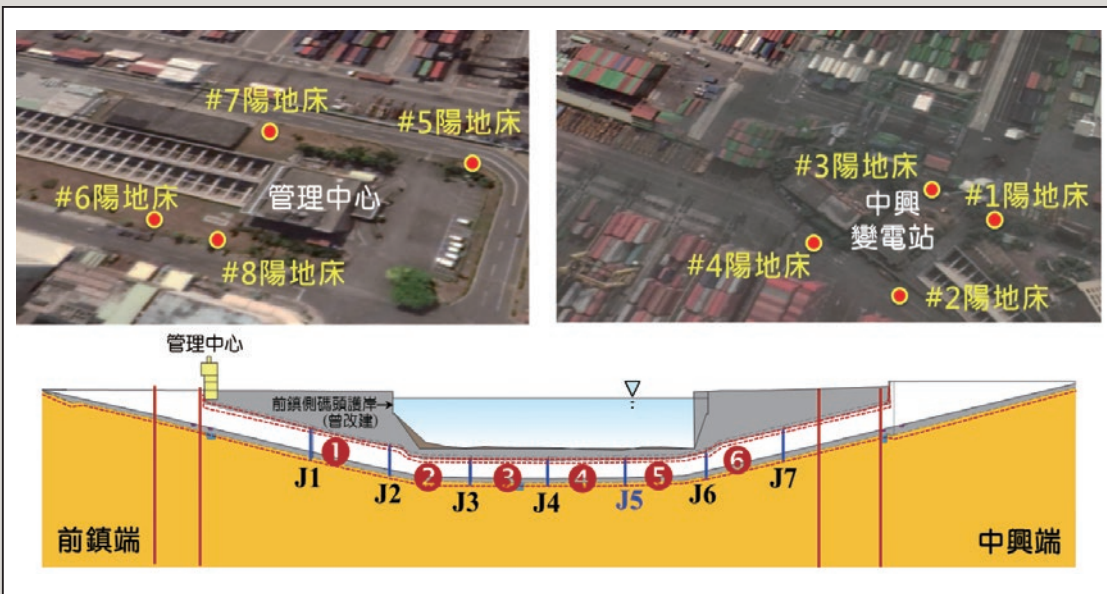 #7陽地床
#5陽地床
管理中心
#6陽地床
#8陽地床
#3陽地床
中興
變電站
#1陽地床
#4陽地床
#2陽地床
管理中心
前鎮側碼頭護岸
(曾改建)
1
2
3
4
5
6
J1
J2
J3
J4
J5
J6
J7
前鎮端
中興端